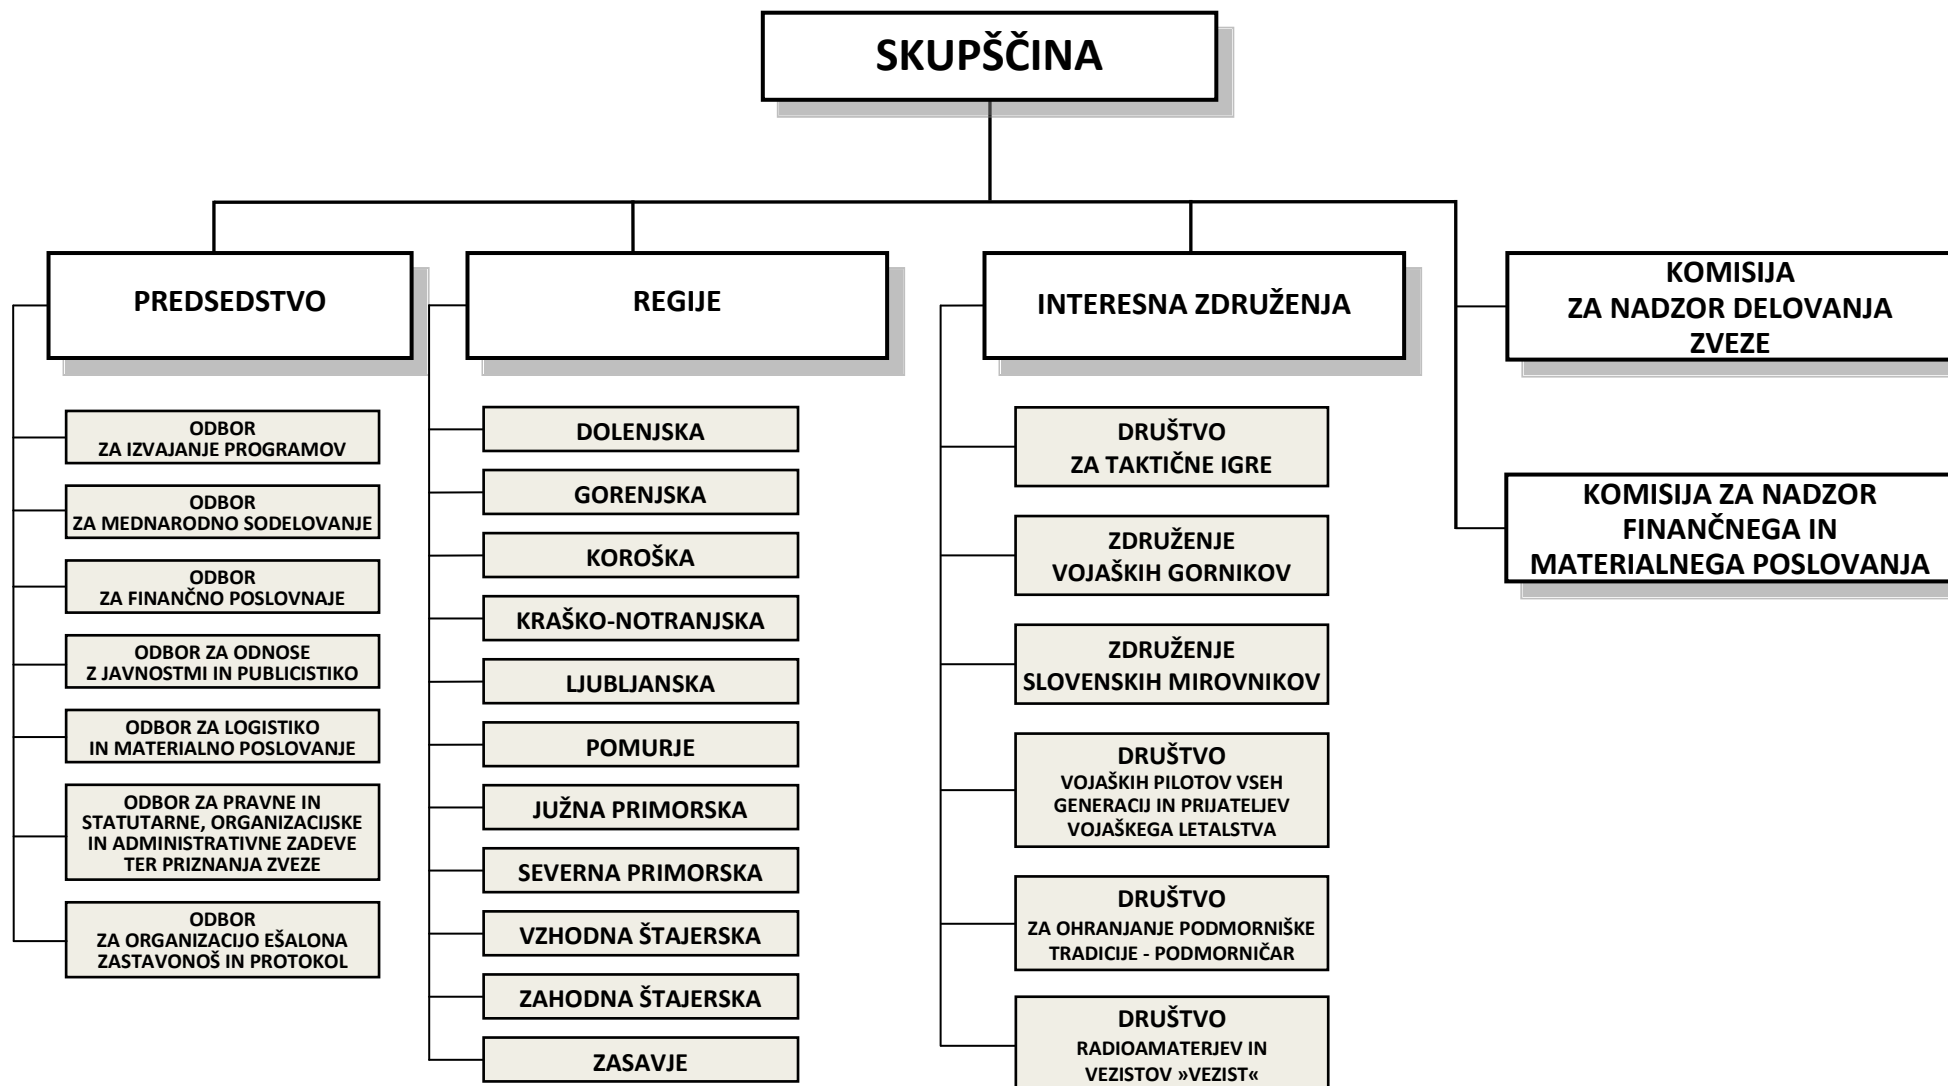 SKUPŠČINA
PREDSEDSTVO
ODBOR
ZA IZVAJANJE PROGRAMOV
ODBOR
ZA MEDNARODNO SODELOVANJE
ODBOR
ZA FINANČNO POSLOVNAJE
ODBOR ZA ODNOSE
Z JAVNOSTMI IN PUBLICISTIKO
ODBOR ZA LOGISTIKO
IN MATERIALNO POSLOVANJE
ODBOR ZA PRAVNE IN
STATUTARNE, ORGANIZACIJSKE
IN ADMINISTRATIVNE ZADEVE
TER PRIZNANJA ZVEZE
ODBOR
ZA ORGANIZACIJO EŠALONA
ZASTAVONOŠ IN PROTOKOL
REGIJE
DOLENJSKA
GORENJSKA
KOROŠKA
KRAŠKO-NOTRANJSKA
LJUBLJANSKA
POMURJE
JUŽNA PRIMORSKA
SEVERNA PRIMORSKA
VZHODNA ŠTAJERSKA
ZAHODNA ŠTAJERSKA
ZASAVJE
INTERESNA ZDRUŽENJA
DRUŠTVO
ZA TAKTIČNE IGRE
ZDRUŽENJE
VOJAŠKIH GORNIKOV
ZDRUŽENJE
SLOVENSKIH MIROVNIKOV
DRUŠTVO
VOJAŠKIH PILOTOV VSEH
GENERACIJ IN PRIJATELJEV
VOJAŠKEGA LETALSTVA
DRUŠTVO
ZA OHRANJANJE PODMORNIŠKE
TRADICIJE - PODMORNIČAR
DRUŠTVO
RADIOAMATERJEV IN
VEZISTOV »VEZIST«
KOMISIJA
ZA NADZOR DELOVANJA
ZVEZE
KOMISIJA ZA NADZOR
FINANČNEGA IN
MATERIALNEGA POSLOVANJA